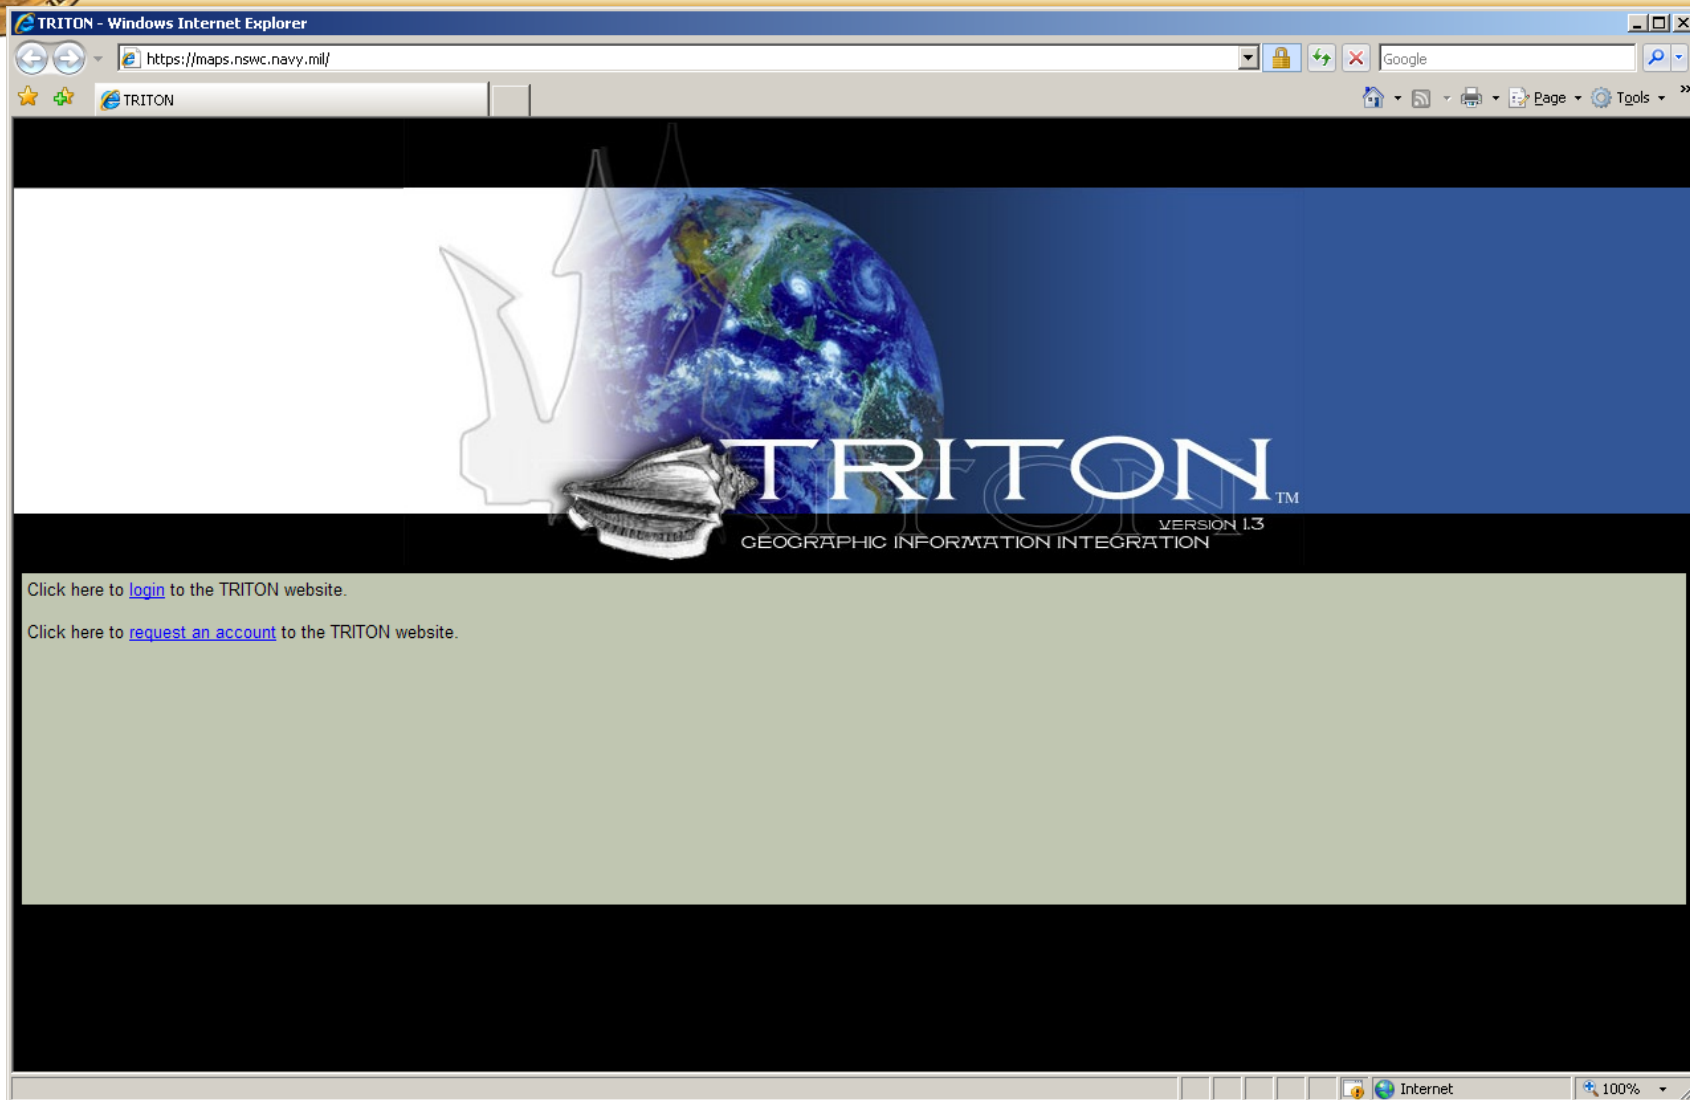 TRITON - Windows Internet Explorer
https://maps.nswc.navy.mil/
Google
TRITON
Page
Tools
TRITON TM
VERSION 1.3
GEOGRAPHIC INFORMATION INTEGRATION
Click here to login to the TRITON website.
Click here to request an account to the TRITON website.
Internet
100%